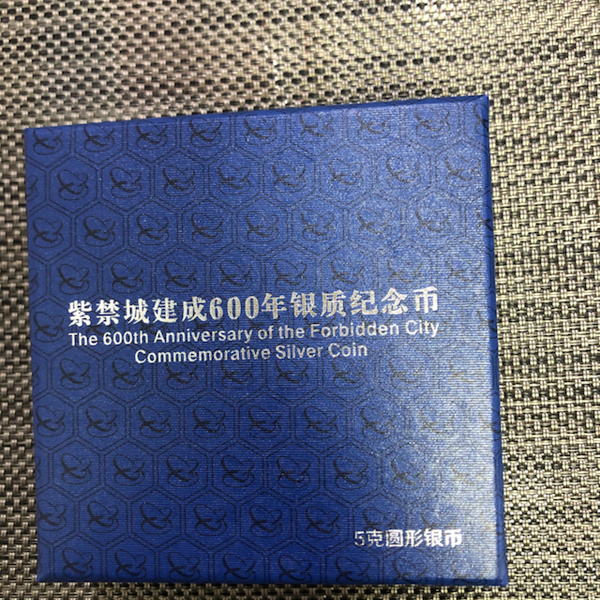 紫禁城建成600年银质纪念币
The 600th Anniversary of the Forbidden City
Commemorative Silver Coin
5克圆形银币